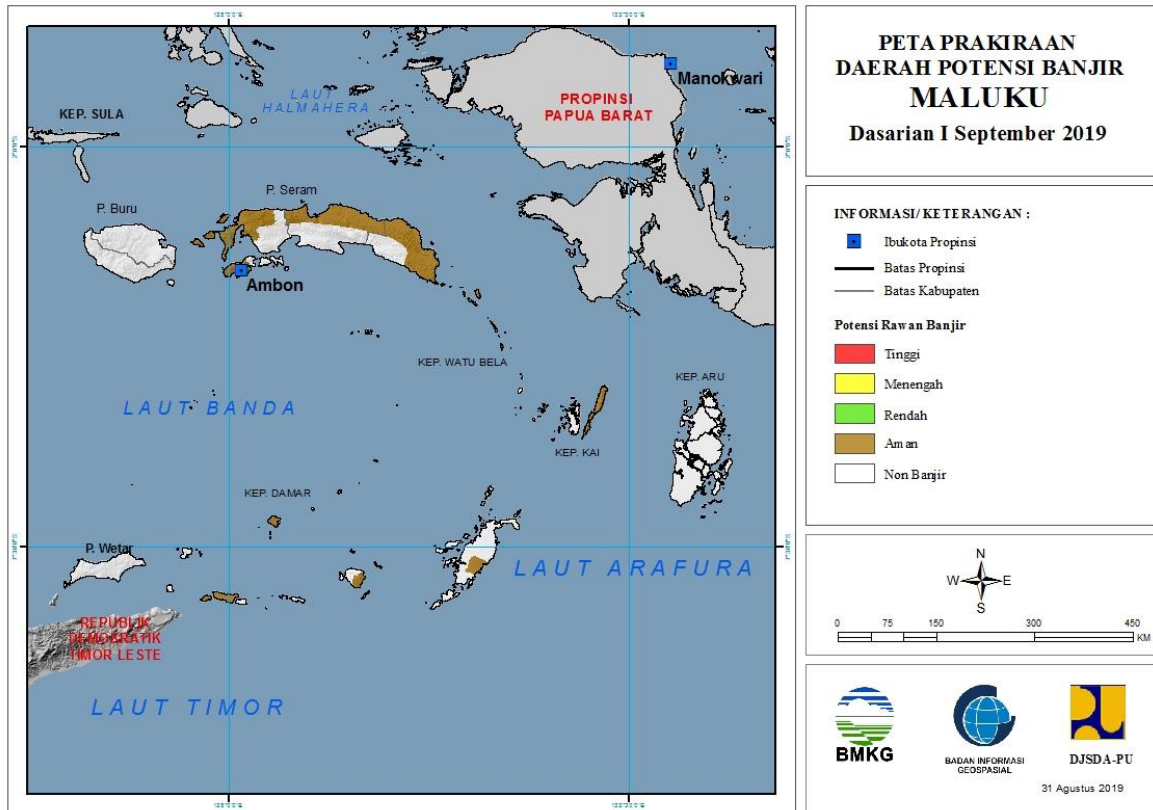 PETA PRAKIRAAN
DAERAH POTENSI BANJIR
MALUKU
Dasarian I September 2019
INFORMASI/ KETERANGAN :
Ibukota Propinsi
Batas Propinsi
Batas Kabupaten
Potensi Rawan Banjir
Tinggi
Menengah
Rendah
Aman
Non Banjir
N
W E
S
0 75 150 300 450
KM
BMKG
BADAN INFORMASI
GEOSPASIAL
DJSDA-PU
31 Agustus 2019
LAUT
HALMAHERA
Manokwari
PROPINSI
PAPUA BARAT
KEP. SULA
P. Seram
P. Buru
Ambon
KEP. WATU BELA
KEP. ARU
LAUT BANDA
KEP. KAI
KEP. DAMAR
P. Wetar
LAUT ARAFURA
REPUBLIK
DEMOKRATIK
TIMOR LESTE
LAUT TIMOR